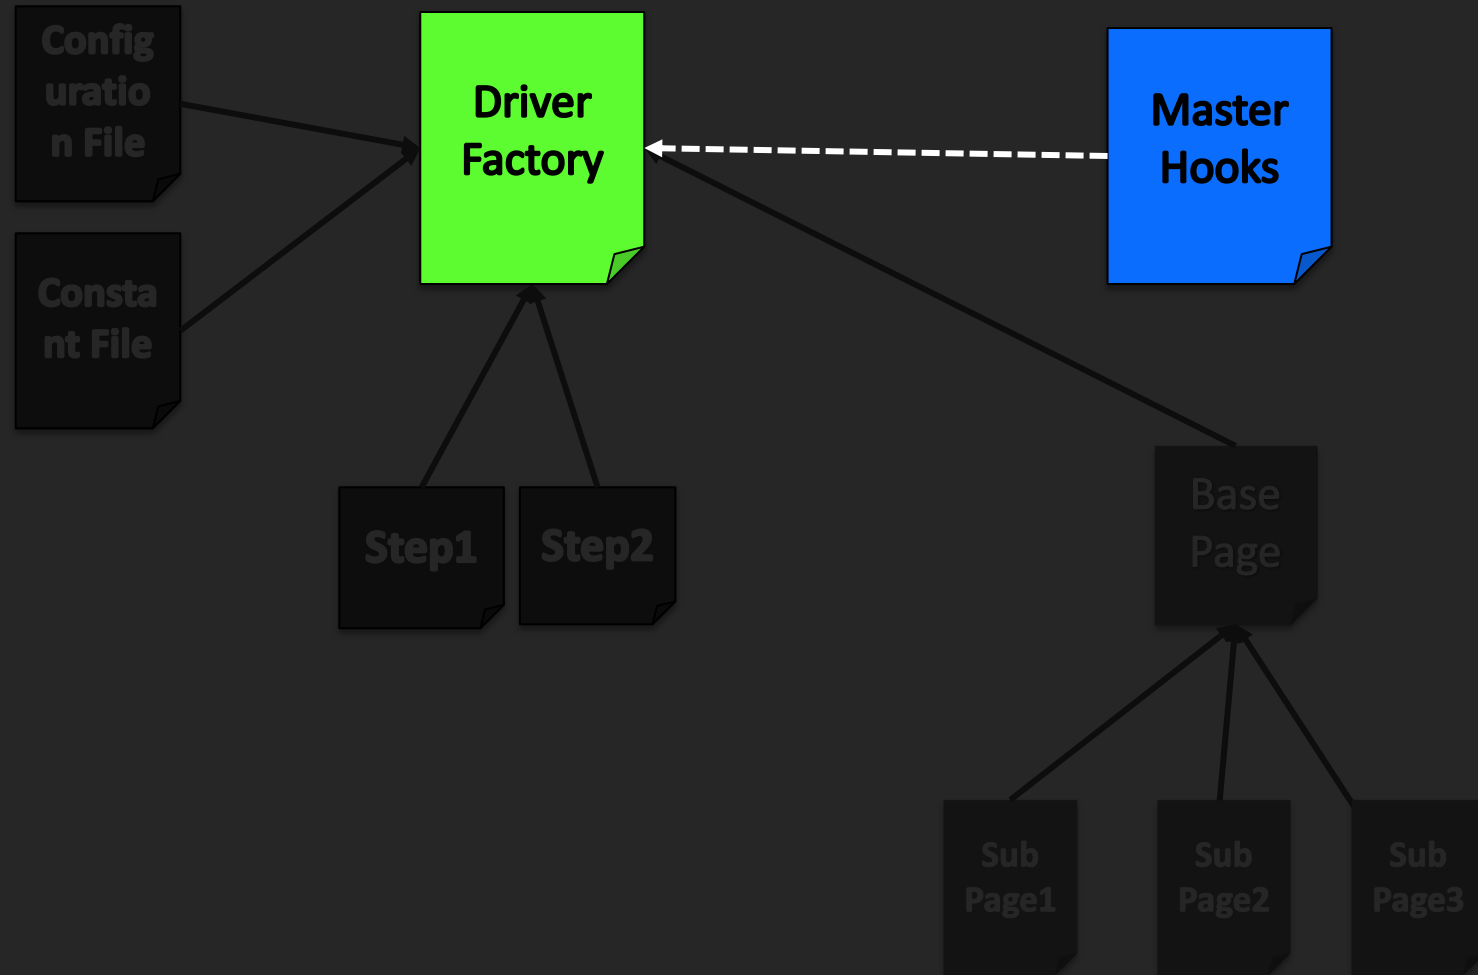 Config
uratio
n File
Driver
Factory
Master
Hooks
Consta
nt File
Step1
Step2
Base
Page
Sub
Page1
Sub
Page2
Sub
Page3